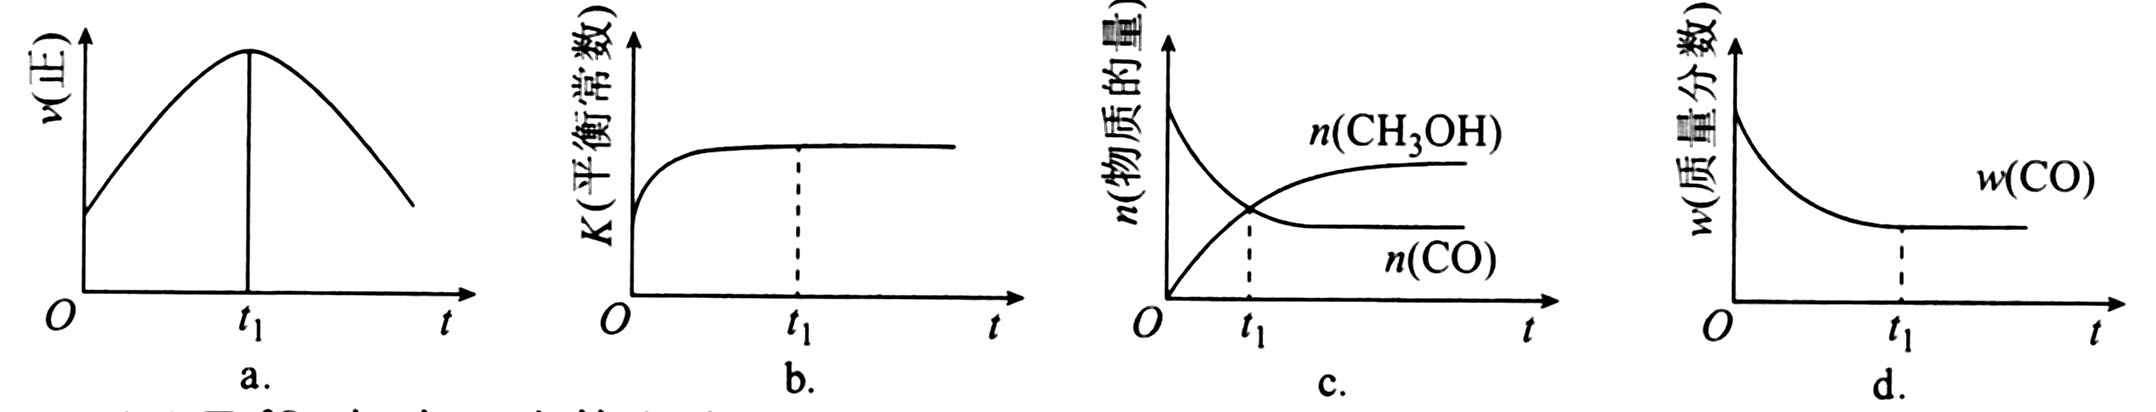 v(正)
O
t₁
t
a.
K(平衡常数)
O
t₁
t
b.
n(物质的量)
n(CH₃OH)
n(CO)
O
t₁
t
c.
w(质量分数)
w(CO)
O
t₁
t
d.